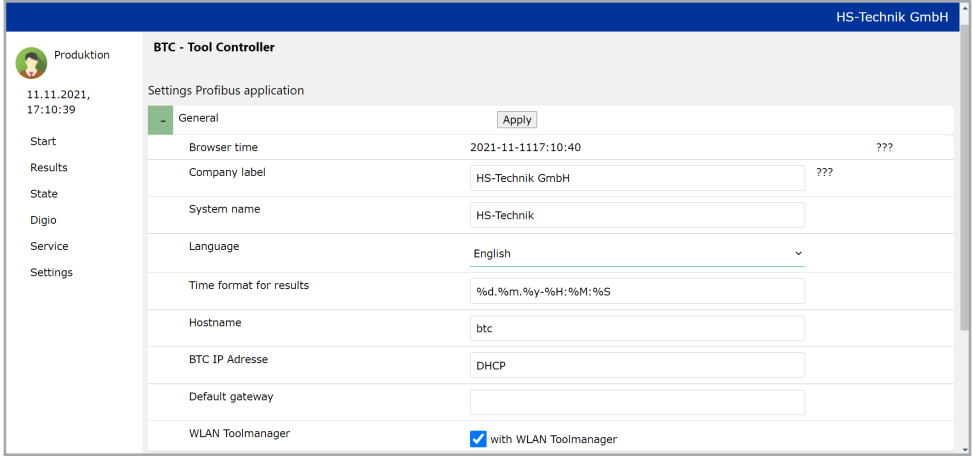 HS-Technik GmbH
Produktion
11.11.2021,
17:10:39
Start
Results
State
Digio
Service
Settings
BTC - Tool Controller
Settings Profibus application
- General Apply
Browser time 2021-11-1117:10:40 ???
Company label HS-Technik GmbH ???
System name HS-Technik
Language English
Time format for results %d.%m.%y-%H:%M:%S
Hostname btc
BTC IP Adresse DHCP
Default gateway
WLAN Toolmanager with WLAN Toolmanager